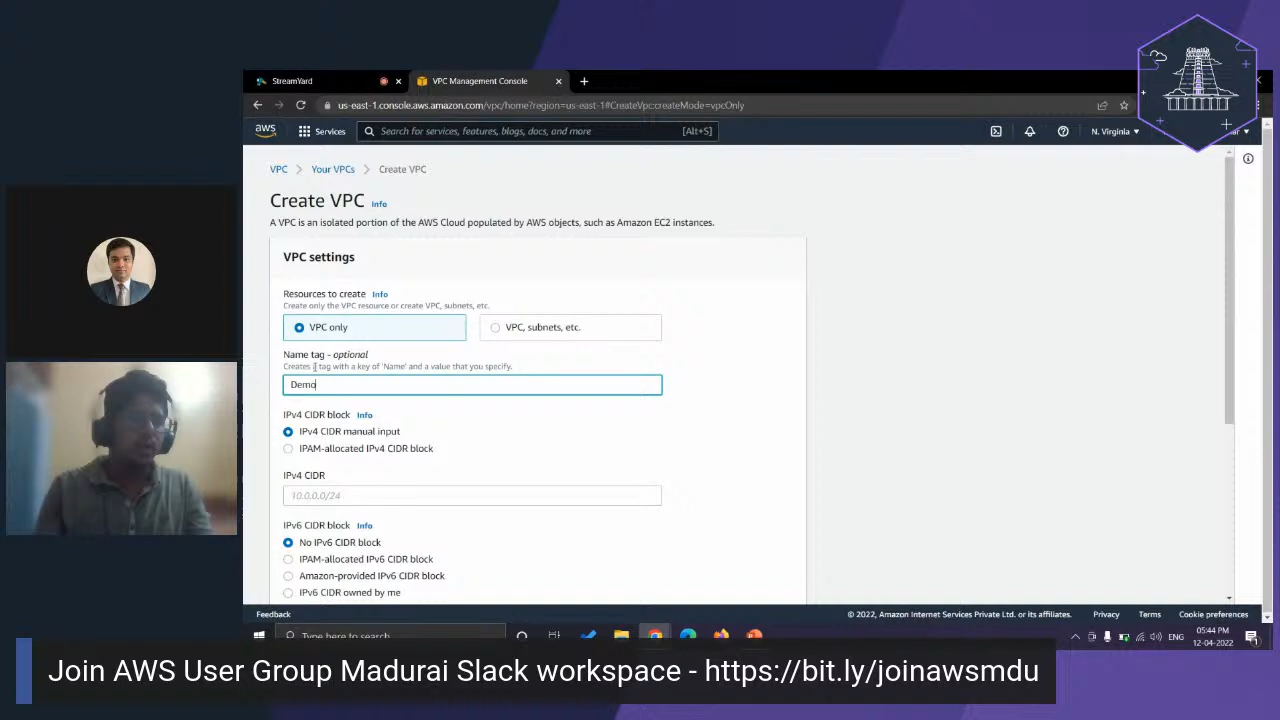 StreamYard
VPC Management Console
us-east-1.console.aws.amazon.com/vpc/home?region=us-east-1#CreateVpc:createMode=vpcOnly
aws
Services
Search for services, features, blogs, docs, and more
[Alt+S]
N. Virginia
VPC
Your VPCs
Create VPC
Create VPC Info
A VPC is an isolated portion of the AWS Cloud populated by AWS objects, such as Amazon EC2 instances.
VPC settings
Resources to create Info
Create only the VPC resource or create VPC, subnets, etc.
VPC only
VPC, subnets, etc.
Name tag - optional
Creates a tag with a key of 'Name' and a value that you specify.
Demo
IPv4 CIDR block Info
IPv4 CIDR manual input
IPAM-allocated IPv4 CIDR block
IPv4 CIDR
10.0.0.0/24
IPv6 CIDR block Info
No IPv6 CIDR block
IPAM-allocated IPv6 CIDR block
Amazon-provided IPv6 CIDR block
IPv6 CIDR owned by me
Feedback
© 2022, Amazon Internet Services Private Ltd. or its affiliates.
Privacy
Terms
Cookie preferences
Type here to search
ENG
05:44 PM
12-04-2022
Join AWS User Group Madurai Slack workspace - https://bit.ly/joinawsmdu